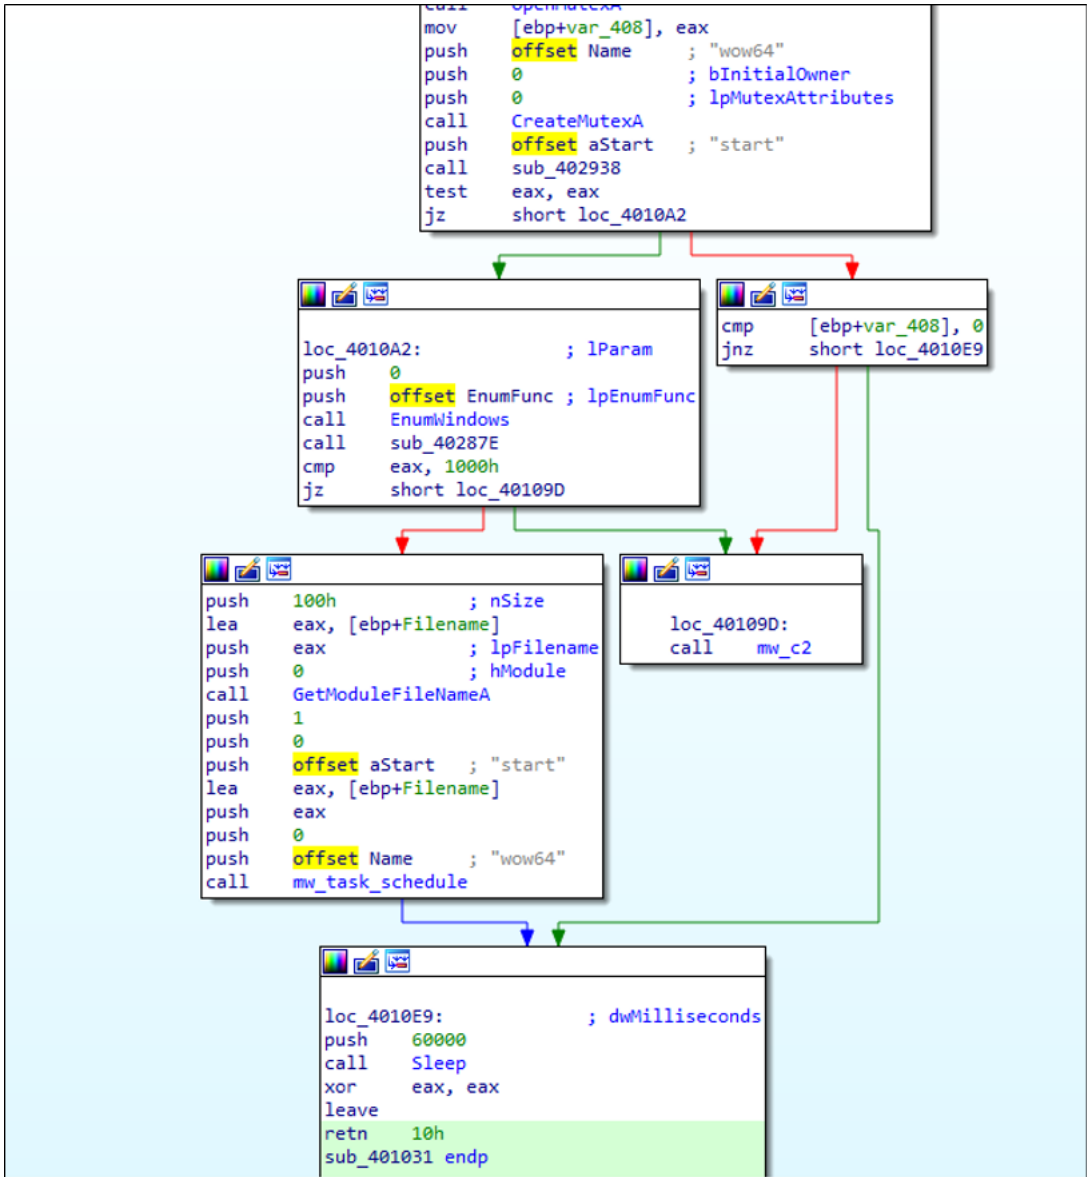 call OpenMutexA
mov [ebp+var_408], eax
push offset Name ; "wow64"
push 0 ; bInitialOwner
push 0 ; lpMutexAttributes
call CreateMutexA
push offset aStart ; "start"
call sub_402938
test eax, eax
jz short loc_4010A2
loc_4010A2: ; lParam
push 0
push offset EnumFunc ; lpEnumFunc
call EnumWindows
call sub_40287E
cmp eax, 1000h
jz short loc_40109D
cmp [ebp+var_408], 0
jnz short loc_4010E9
push 100h ; nSize
lea eax, [ebp+Filename]
push eax ; lpFilename
push 0 ; hModule
call GetModuleFileNameA
push 1
push 0
push offset aStart ; "start"
lea eax, [ebp+Filename]
push eax
push 0
push offset Name ; "wow64"
call mw_task_schedule
loc_40109D:
call mw_c2
loc_4010E9: ; dwMilliseconds
push 60000
call Sleep
xor eax, eax
leave
retn 10h
sub_401031 endp